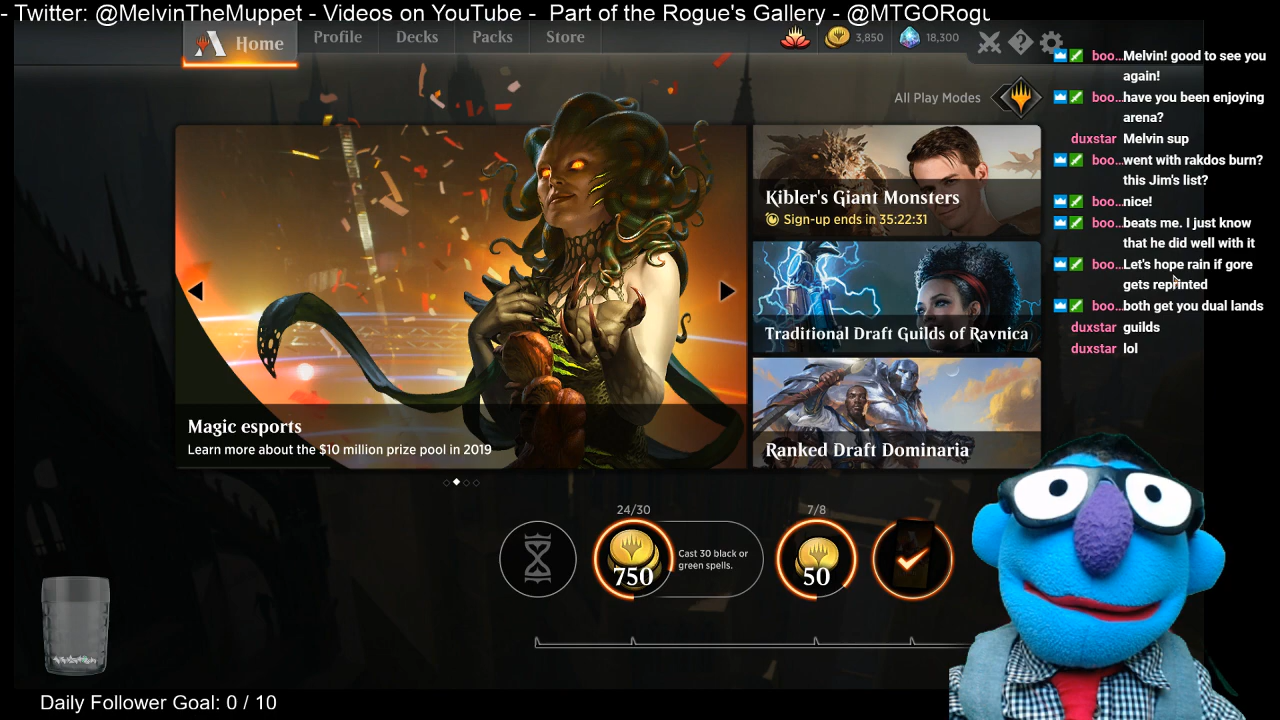 - Twitter: @MelvinTheMuppet - Videos on YouTube -  Part of the Rogue's Gallery - @MTGORogu
Home Profile Decks Packs Store 3,850 18,300
All Play Modes
Kibler's Giant Monsters
Sign-up ends in 35:22:31
Traditional Draft Guilds of Ravnica
Ranked Draft Dominaria
Magic esports
Learn more about the $10 million prize pool in 2019
24/30
750
Cast 30 black or
green spells.
7/8
50
Daily Follower Goal: 0 / 10
boo...Melvin! good to see you
again!
boo...have you been enjoying
arena?
duxstar Melvin sup
boo...went with rakdos burn?
this Jim's list?
boo...nice!
boo...beats me. I just know
that he did well with it
boo...Let's hope rain if gore
gets reprinted
boo...both get you dual lands
duxstar guilds
duxstar lol